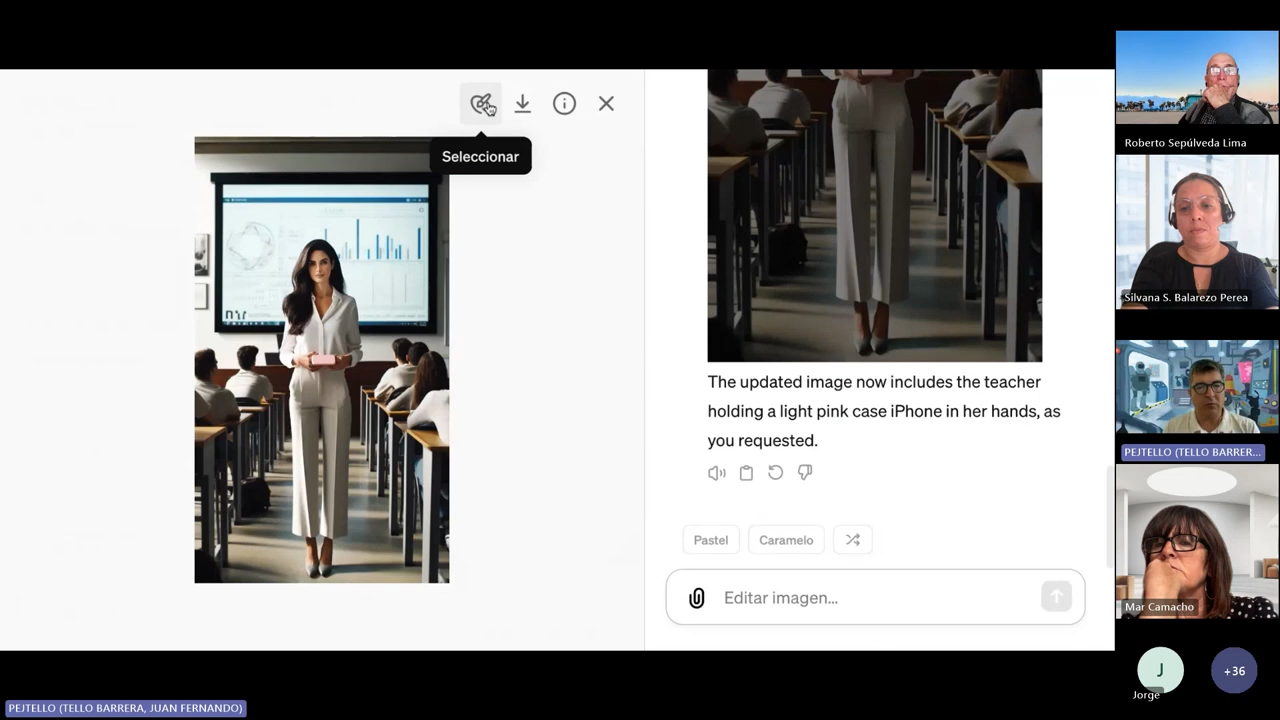 Seleccionar
The updated image now includes the teacher
holding a light pink case iPhone in her hands, as
you requested.
Pastel
Caramelo
Editar imagen...
Roberto Sepúlveda Lima
Silvana S. Balarezo Perea
PEJTELLO (TELLO BARRER...
Mar Camacho
J
Jorge
+36
PEJTELLO (TELLO BARRERA, JUAN FERNANDO)